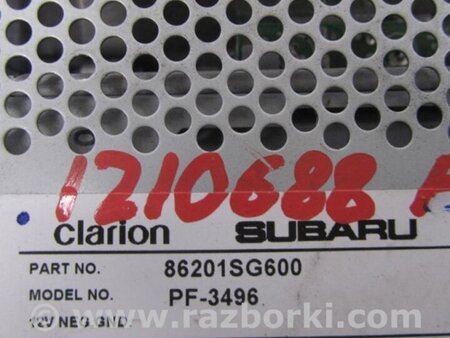 1210688 A
clarion SUBARU
PART NO. 86201SG600
MODEL NO. PF-3496
12V NEG GND.
www.razborki.com